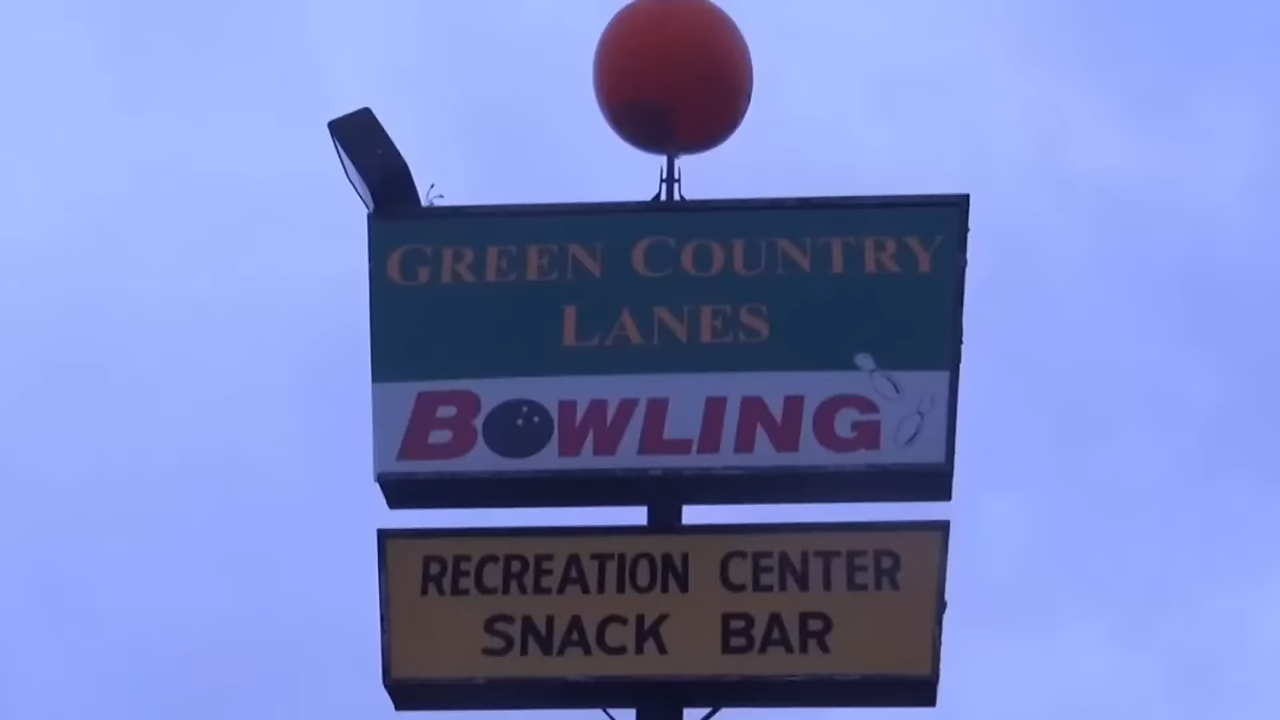 GREEN COUNTRY
LANES
BOWLING
RECREATION CENTER
SNACK BAR